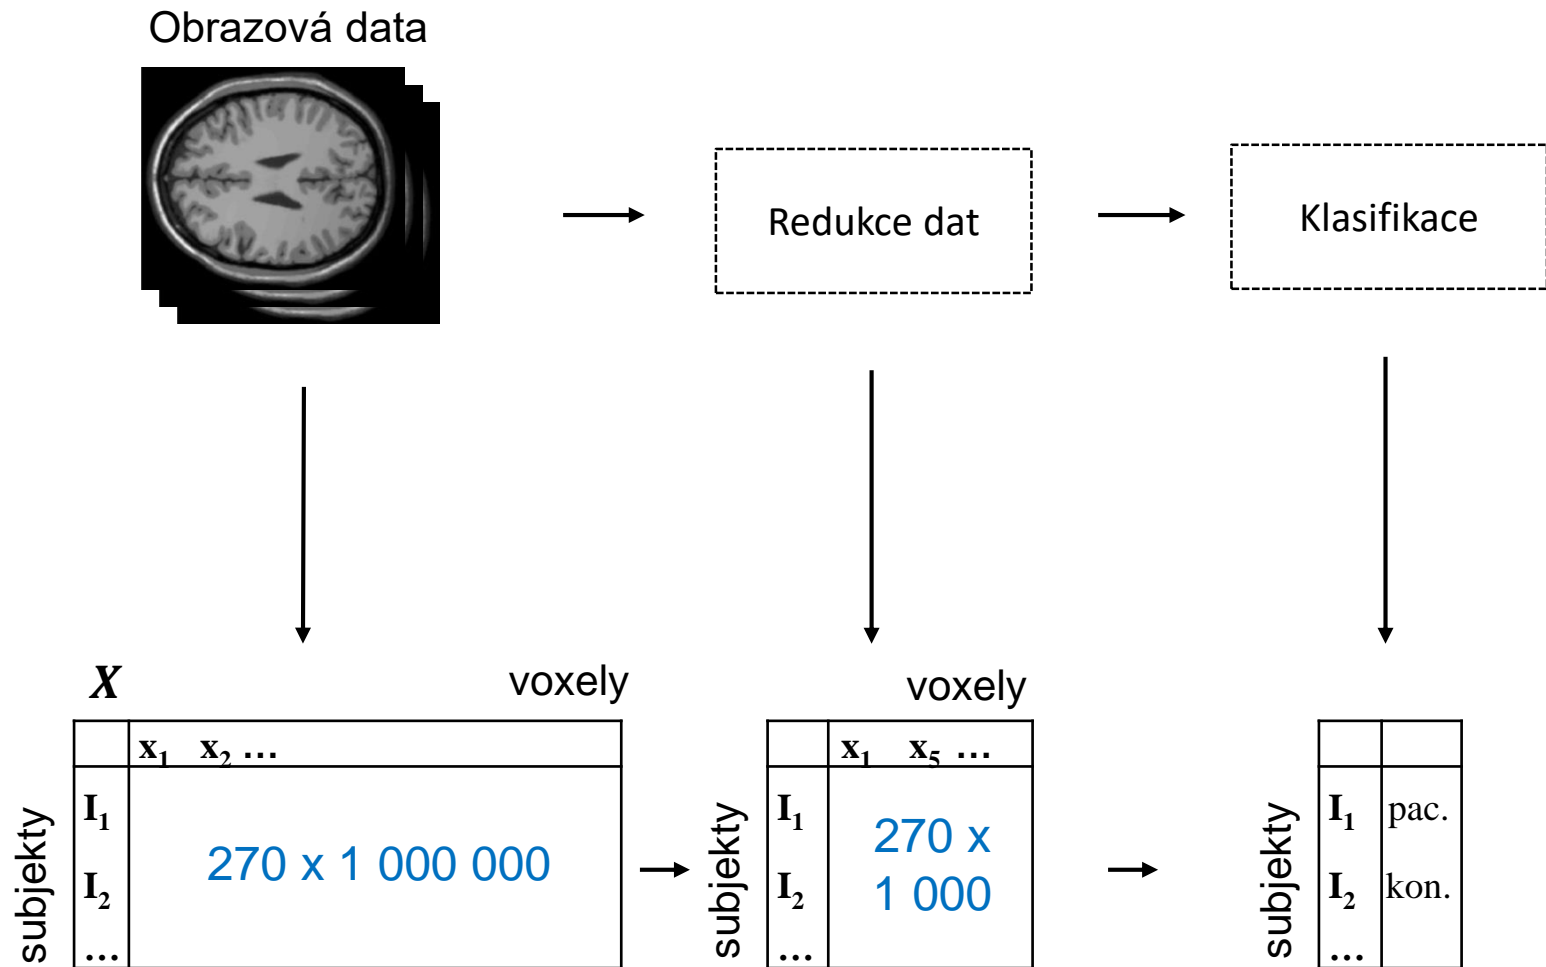 Obrazová data
Redukce dat
Klasifikace
X
voxely
x₁ x₂ …
subjekty
I₁
270 x 1 000 000
I₂
…
voxely
x₁ x₅ …
subjekty
I₁
270 x
1 000
I₂
…
subjekty
I₁ pac.
I₂ kon.
…